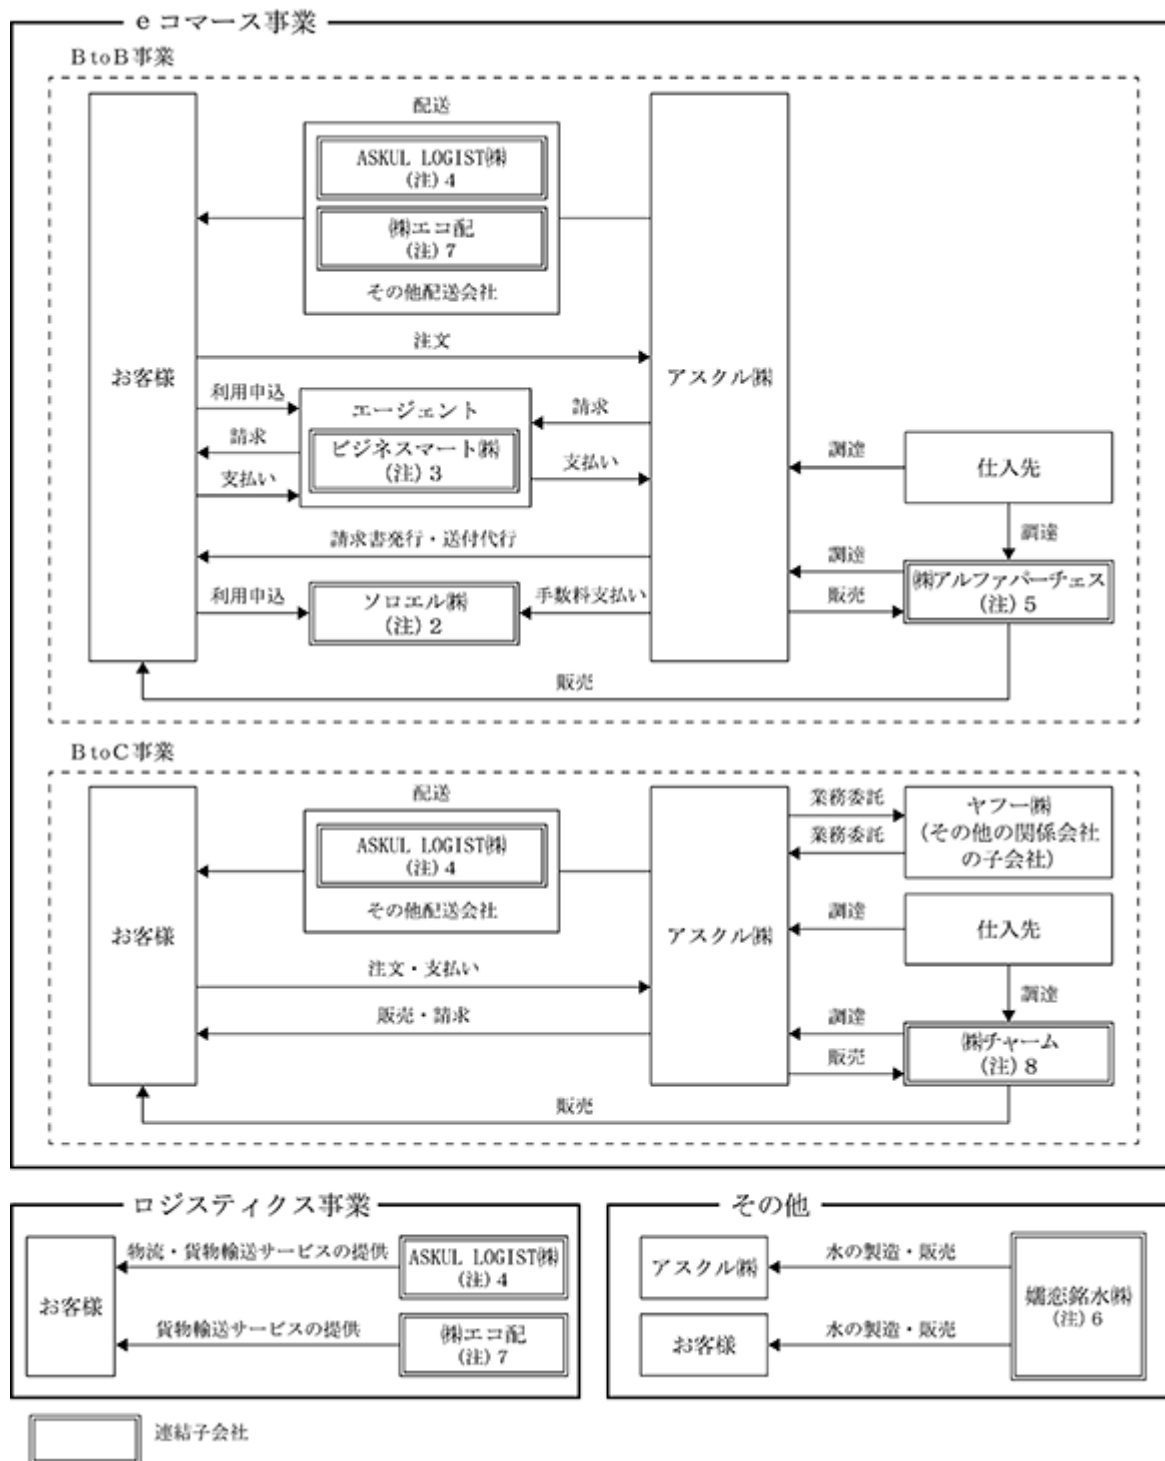 eコマース事業
BtoB事業
配送
ASKUL LOGIST㈱
(注) 4
㈱エコ配
(注) 7
その他配送会社
注文
お客様
アスクル㈱
利用申込
エージェント
請求
請求
ビジネスマート㈱
(注) 3
支払い
支払い
調達
仕入先
調達
請求書発行・送付代行
調達
㈱アルファパーチェス
(注) 5
販売
利用申込
ソロエル㈱
(注) 2
手数料支払い
販売
BtoC事業
配送
ASKUL LOGIST㈱
(注) 4
その他配送会社
業務委託
業務委託
ヤフー㈱
(その他の関係会社
の子会社)
お客様
アスクル㈱
調達
仕入先
調達
注文・支払い
販売・請求
調達
㈱チャーム
(注) 8
販売
販売
ロジスティクス事業
お客様
物流・貨物輸送サービスの提供
ASKUL LOGIST㈱
(注) 4
貨物輸送サービスの提供
㈱エコ配
(注) 7
その他
アスクル㈱
水の製造・販売
嬬恋銘水㈱
(注) 6
お客様
水の製造・販売
連結子会社